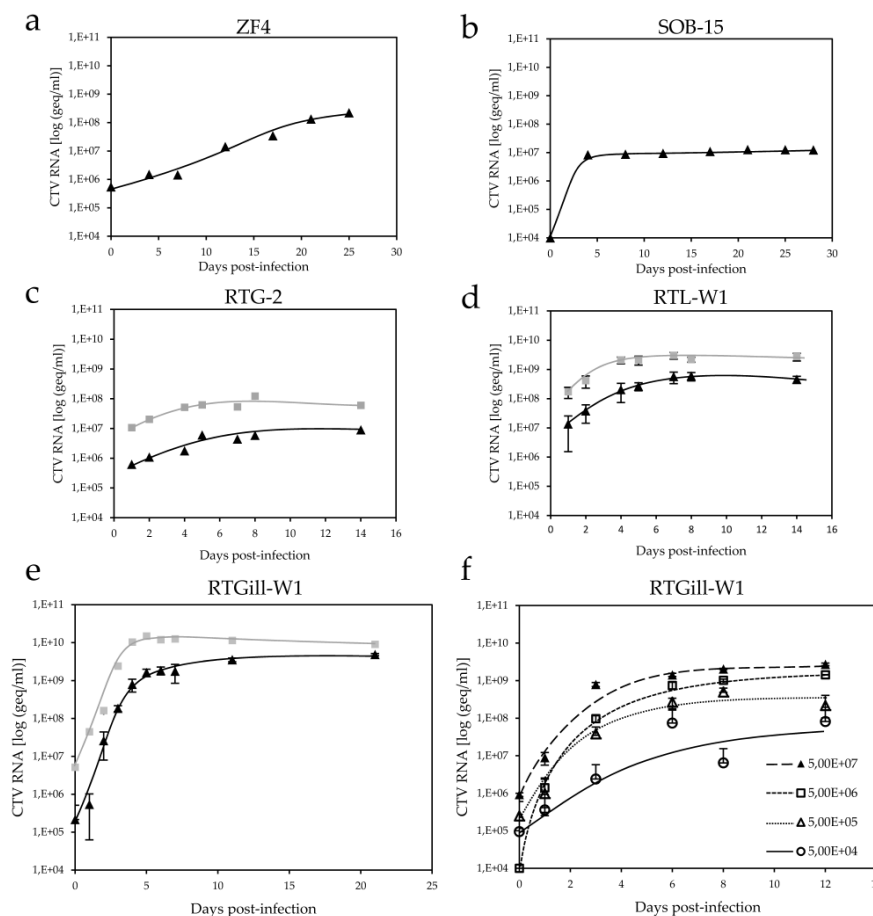 a
ZF4
CTV RNA [log (geq/ml)]
1,E+11
1,E+10
1,E+09
1,E+08
1,E+07
1,E+06
1,E+05
1,E+04
0 5 10 15 20 25 30
Days post-infection
b
SOB-15
CTV RNA [log (geq/ml)]
1,E+11
1,E+10
1,E+09
1,E+08
1,E+07
1,E+06
1,E+05
1,E+04
0 5 10 15 20 25 30
Days post-infection
c
RTG-2
CTV RNA [log (geq/ml)]
1,E+11
1,E+10
1,E+09
1,E+08
1,E+07
1,E+06
1,E+05
1,E+04
0 2 4 6 8 10 12 14 16
Days post-infection
d
RTL-W1
CTV RNA [log (geq/ml)]
1,E+11
1,E+10
1,E+09
1,E+08
1,E+07
1,E+06
1,E+05
1,E+04
0 2 4 6 8 10 12 14 16
Days post-infection
e
RTGill-W1
CTV RNA [log (geq/ml)]
1,E+11
1,E+10
1,E+09
1,E+08
1,E+07
1,E+06
1,E+05
1,E+04
0 5 10 15 20 25
Days post-infection
f
RTGill-W1
CTV RNA [log (geq/ml)]
1,E+11
1,E+10
1,E+09
1,E+08
1,E+07
1,E+06
1,E+05
1,E+04
0 2 4 6 8 10 12
Days post-infection
5,00E+07
5,00E+06
5,00E+05
5,00E+04